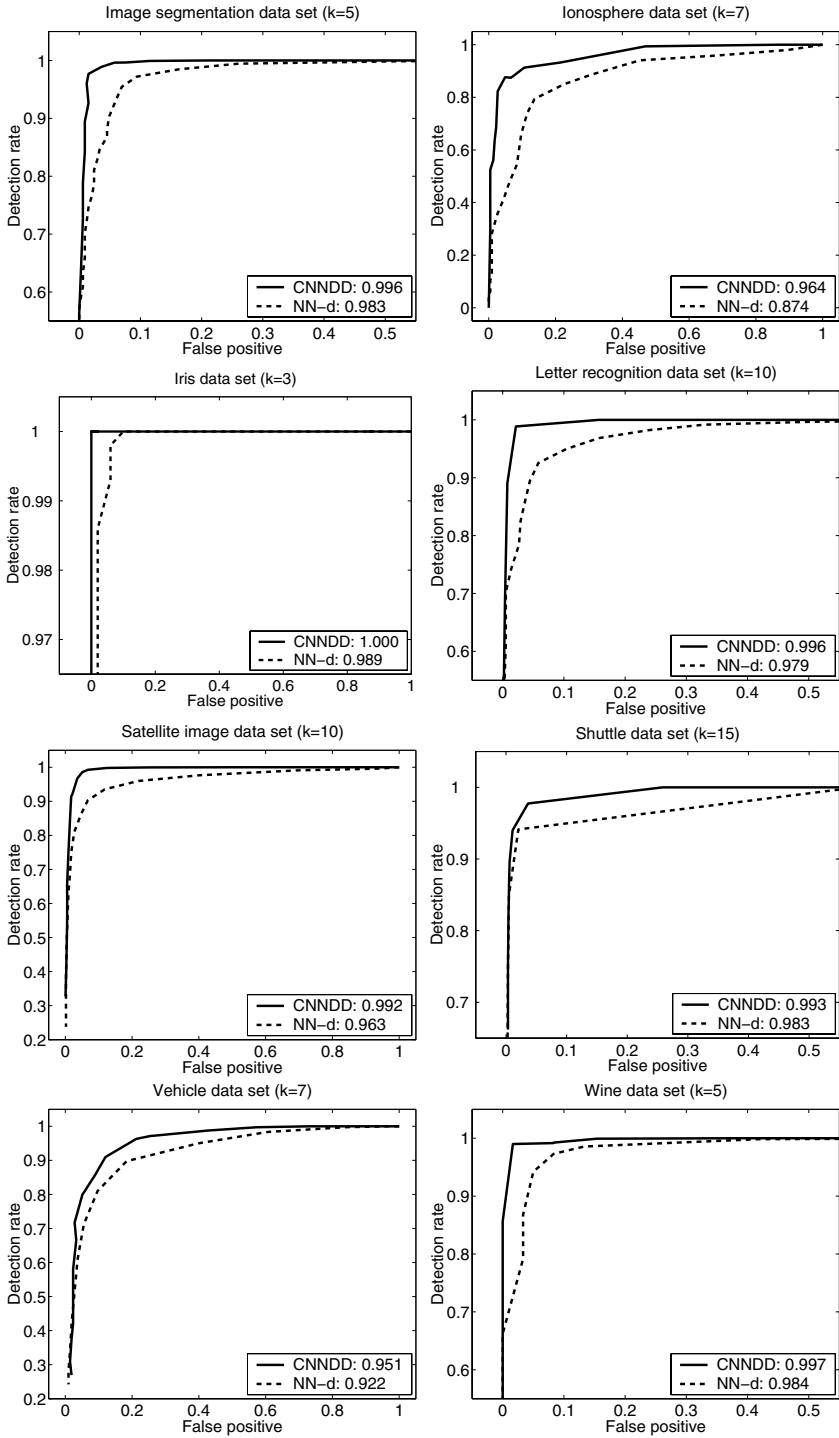 Image segmentation data set (k=5)
1
0.9
0.8
0.7
0.6
Detection rate
CNNDD: 0.996
NN-d: 0.983
0
0.1
0.2
0.3
0.4
0.5
False positive
Ionosphere data set (k=7)
1
0.8
0.6
0.4
0.2
0
Detection rate
CNNDD: 0.964
NN-d: 0.874
0
0.2
0.4
0.6
0.8
1
False positive
Iris data set (k=3)
1
0.99
0.98
0.97
Detection rate
CNNDD: 1.000
NN-d: 0.989
0
0.2
0.4
0.6
0.8
1
False positive
Letter recognition data set (k=10)
1
0.9
0.8
0.7
0.6
Detection rate
CNNDD: 0.996
NN-d: 0.979
0
0.1
0.2
0.3
0.4
0.5
False positive
Satellite image data set (k=10)
1
0.9
0.8
0.7
0.6
0.5
0.4
0.3
0.2
Detection rate
CNNDD: 0.992
NN-d: 0.963
0
0.2
0.4
0.6
0.8
1
False positive
Shuttle data set (k=15)
1
0.9
0.8
0.7
Detection rate
CNNDD: 0.993
NN-d: 0.983
0
0.1
0.2
0.3
0.4
0.5
False positive
Vehicle data set (k=7)
1
0.9
0.8
0.7
0.6
0.5
0.4
0.3
0.2
Detection rate
CNNDD: 0.951
NN-d: 0.922
0
0.2
0.4
0.6
0.8
1
False positive
Wine data set (k=5)
1
0.9
0.8
0.7
0.6
Detection rate
CNNDD: 0.997
NN-d: 0.984
0
0.1
0.2
0.3
0.4
0.5
False positive